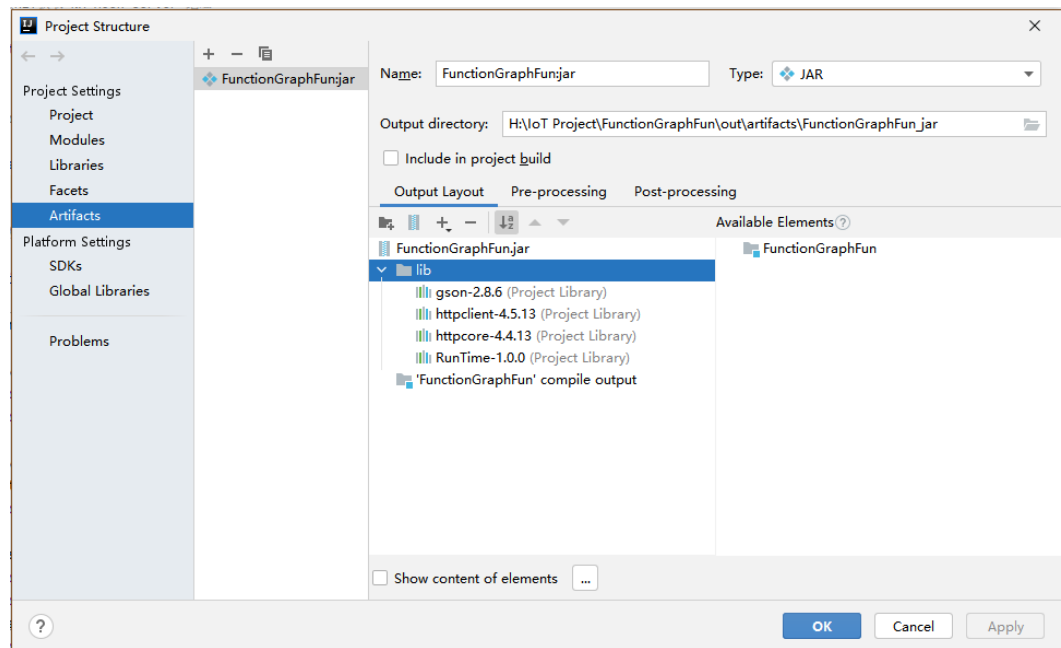 Project Structure
Project Settings
Project
Modules
Libraries
Facets
Artifacts
Platform Settings
SDKs
Global Libraries
Problems
FunctionGraphFun:jar
Name: FunctionGraphFun:jar Type: JAR
Output directory: H:\IoT Project\FunctionGraphFun\out\artifacts\FunctionGraphFun_jar
Include in project build
Output Layout Pre-processing Post-processing
Available Elements
FunctionGraphFun.jar
lib
gson-2.8.6 (Project Library)
httpclient-4.5.13 (Project Library)
httpcore-4.4.13 (Project Library)
RunTime-1.0.0 (Project Library)
'FunctionGraphFun' compile output
FunctionGraphFun
Show content of elements ...
? OK Cancel Apply